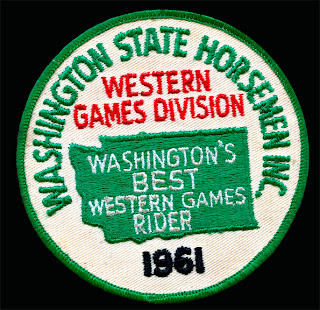 WASHINGTON STATE HORSEMEN INC.
WESTERN
GAMES DIVISION
WASHINGTON'S
BEST
WESTERN GAMES
RIDER
1961